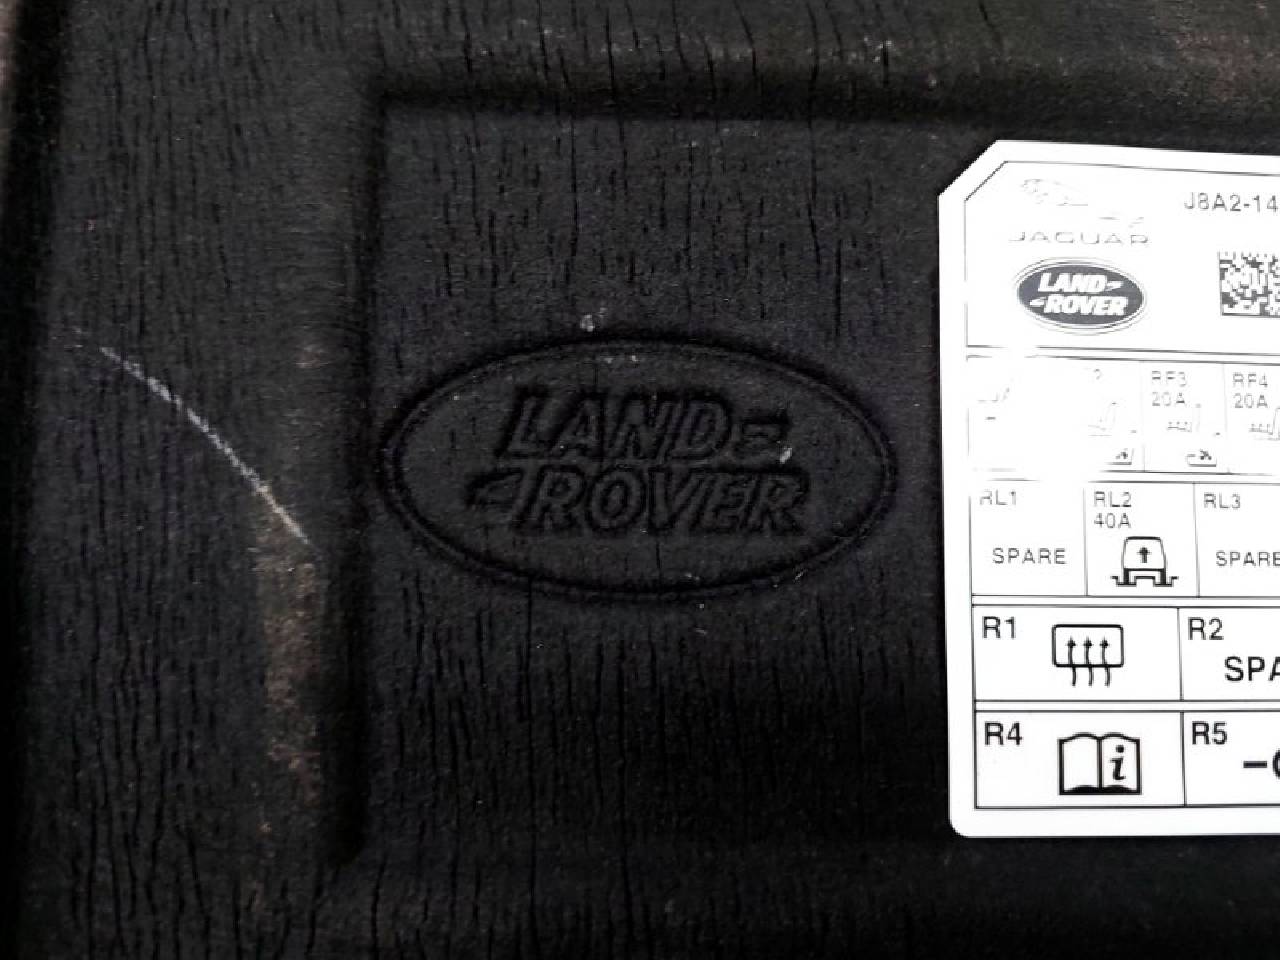 LAND
ROVER
J8A2-14
JAGUAR
LAND
ROVER
RF3
20A
RF4
20A
RL1
SPARE
RL2
40A
RL3
SPARE
R1
R2
SPA
R4
i
R5